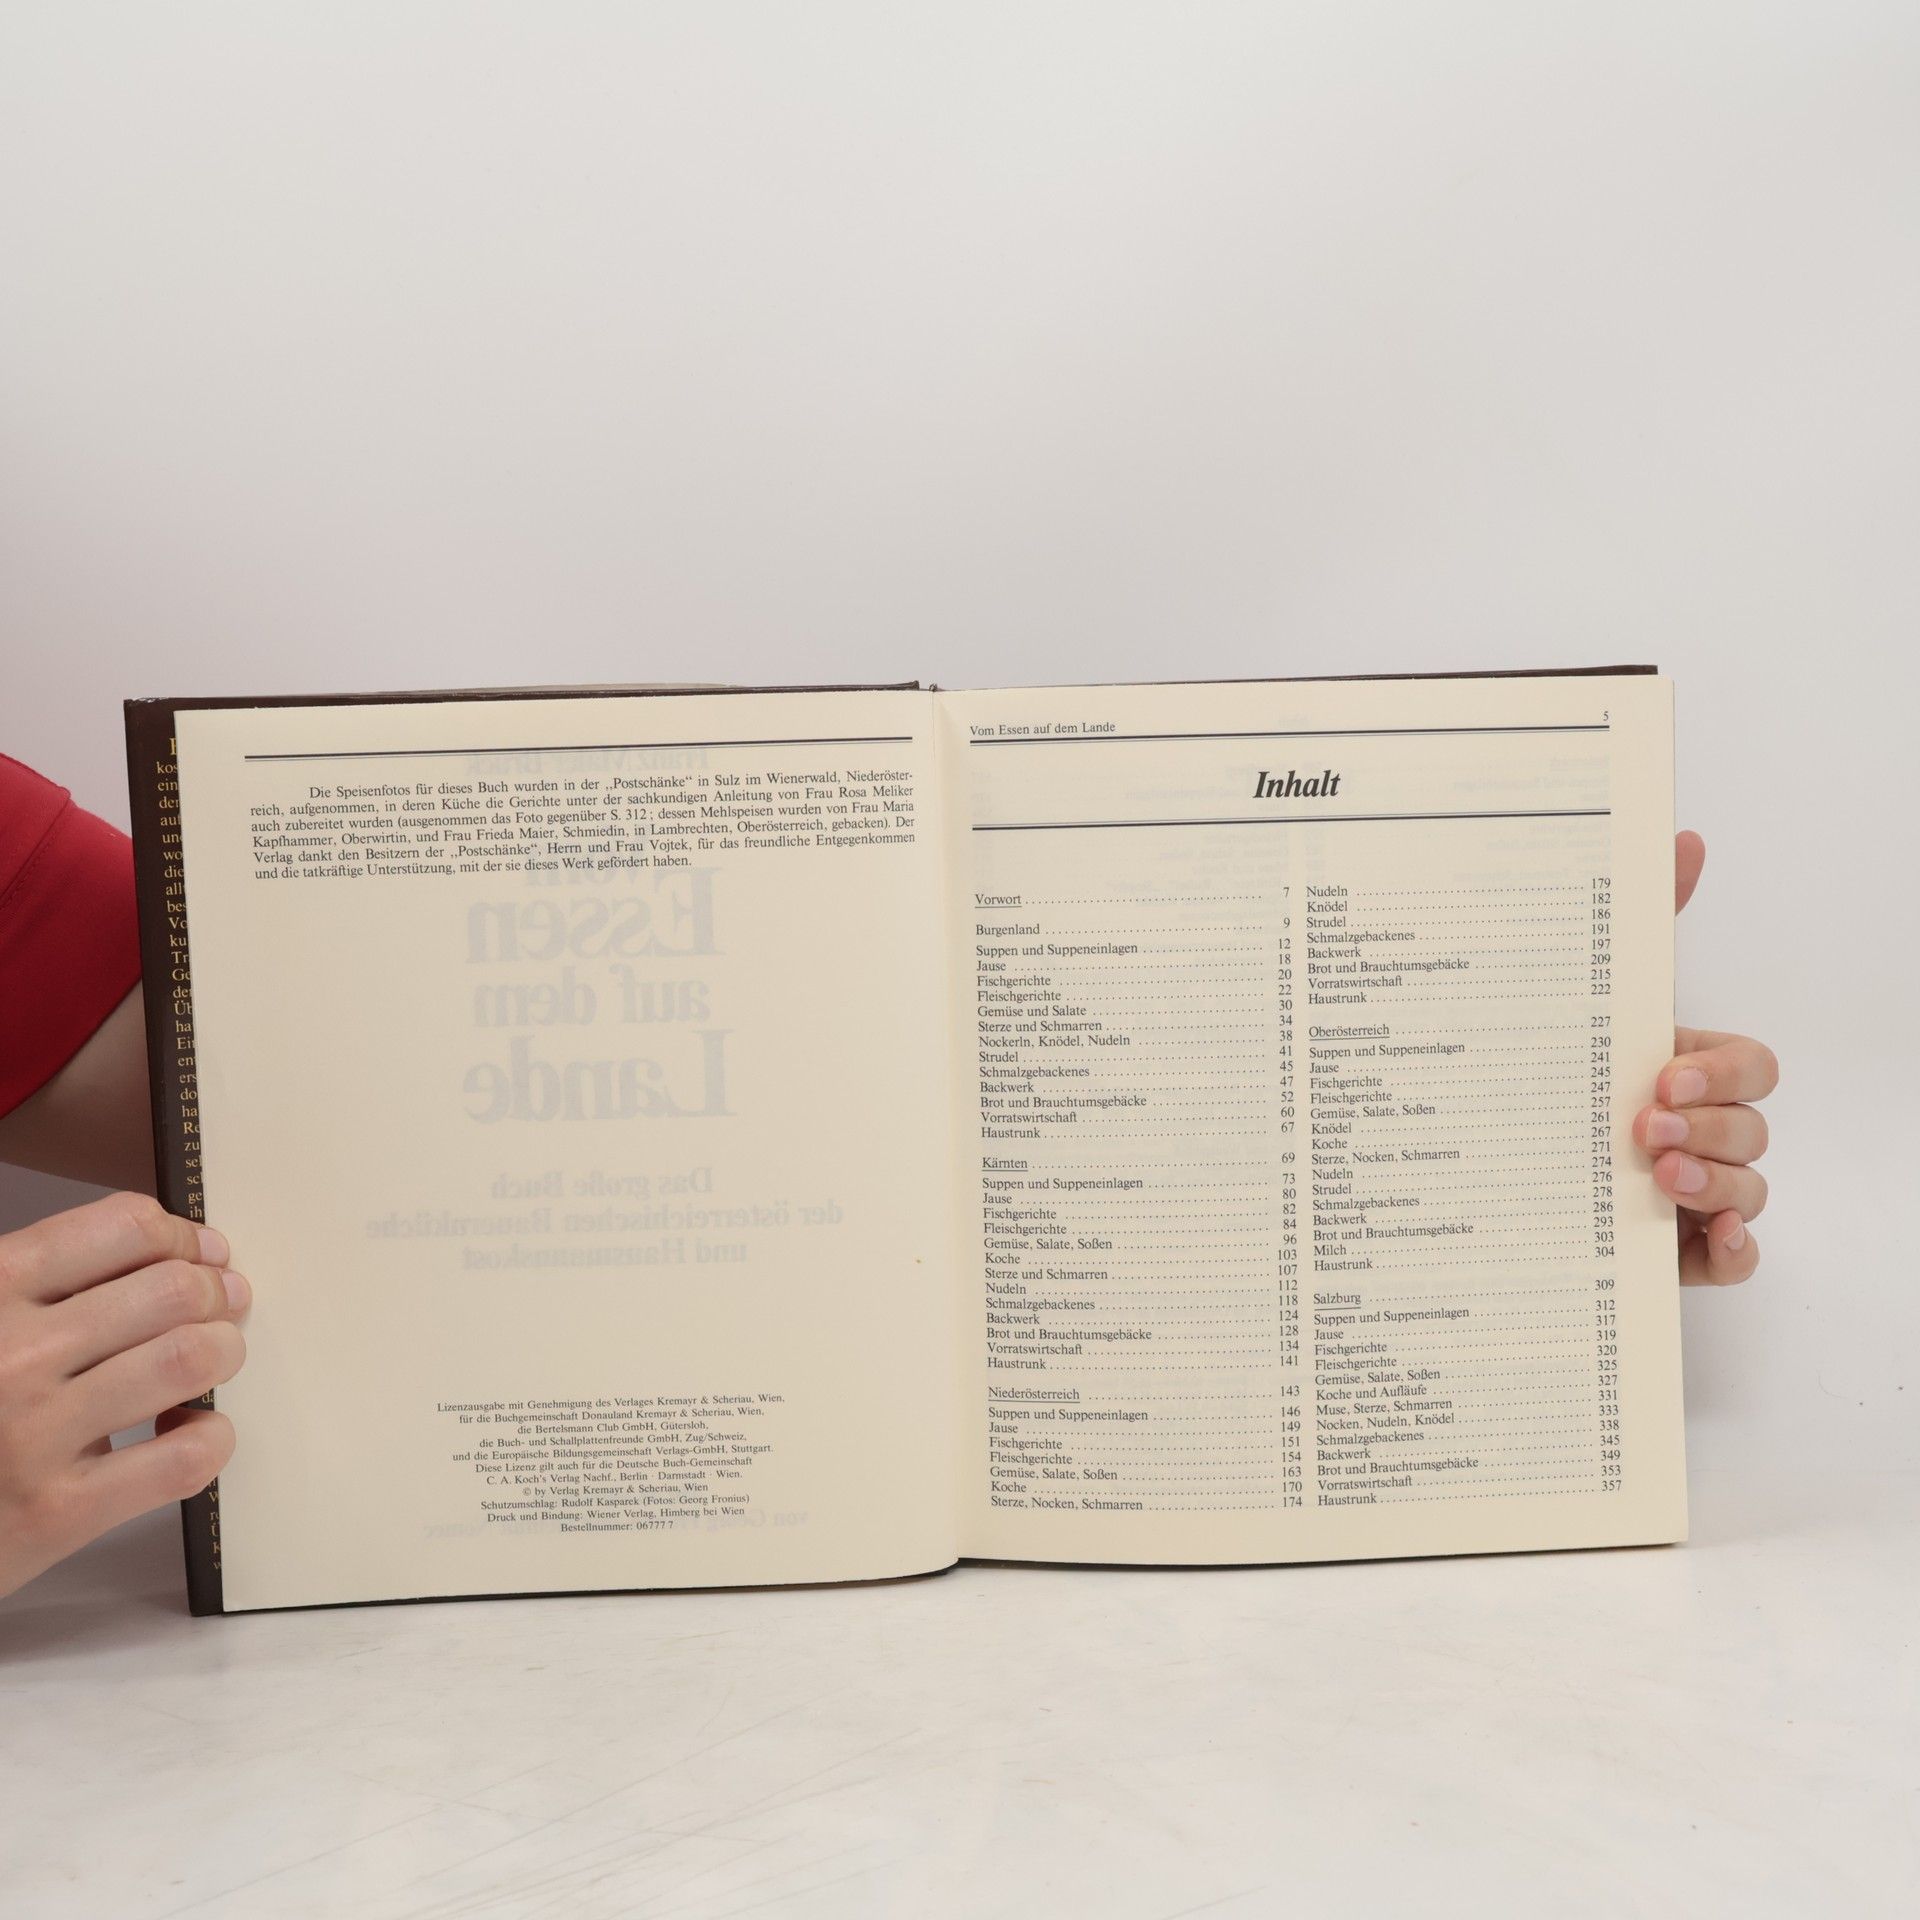 Die Speisenfotos für dieses Buch wurden in der „Postschänke“ in Sulz im Wienerwald, Niederöster-
reich, aufgenommen, in deren Küche die Gerichte unter der sachkundigen Anleitung von Frau Rosa Meliker
auch zubereitet wurden (ausgenommen das Foto gegenüber S. 312; dessen Mehlspeisen wurden von Frau Maria
Kapfhammer, Oberwirtin, und Frau Frieda Maier, Schmiedin, in Lambrechten, Oberösterreich, gebacken). Der
Verlag dankt den Besitzern der „Postschänke“, Herrn und Frau Vojtek, für das freundliche Entgegenkommen
und die tatkräftige Unterstützung, mit der sie dieses Werk gefördert haben.
Lizenzausgabe mit Genehmigung des Verlages Kremayr & Scheriau, Wien,
für die Buchgemeinschaft Donauland Kremayr & Scheriau, Wien,
die Bertelsmann Club GmbH, Gütersloh,
die Buch- und Schallplattenfreunde GmbH, Zug/Schweiz,
und die Europäische Bildungsgemeinschaft Verlags-GmbH, Stuttgart.
Diese Lizenz gilt auch für die Deutsche Buch-Gemeinschaft
C. A. Koch's Verlag Nachf., Berlin · Darmstadt · Wien.
© by Verlag Kremayr & Scheriau, Wien
Schutzumschlag: Rudolf Kasparek (Fotos: Georg Fronius)
Druck und Bindung: Wiener Verlag, Himberg bei Wien
Bestellnummer: 06777 7
Vom Essen auf dem Lande 5
Inhalt
Vorwort 7
Burgenland 9
Suppen und Suppeneinlagen 12
Jause 18
Fischgerichte 20
Fleischgerichte 22
Gemüse und Salate 30
Sterze und Schmarren 34
Nockerln, Knödel, Nudeln 38
Strudel 41
Schmalzgebackenes 45
Backwerk 47
Brot und Brauchtumsgebäcke 52
Vorratswirtschaft 60
Haustrunk 67
Kärnten 69
Suppen und Suppeneinlagen 73
Jause 80
Fischgerichte 82
Fleischgerichte 84
Gemüse, Salate, Soßen 96
Koche 103
Sterze und Schmarren 107
Nudeln 112
Schmalzgebackenes 118
Backwerk 124
Brot und Brauchtumsgebäcke 128
Vorratswirtschaft 134
Haustrunk 141
Niederösterreich 143
Suppen und Suppeneinlagen 146
Jause 149
Fischgerichte 151
Fleischgerichte 154
Gemüse, Salate, Soßen 163
Koche 170
Sterze, Nocken, Schmarren 174
Nudeln 179
Knödel 182
Strudel 186
Schmalzgebackenes 191
Backwerk 197
Brot und Brauchtumsgebäcke 209
Vorratswirtschaft 215
Haustrunk 222
Oberösterreich 227
Suppen und Suppeneinlagen 230
Jause 241
Fischgerichte 245
Fleischgerichte 247
Gemüse, Salate, Soßen 257
Knödel 261
Koche 267
Sterze, Nocken, Schmarren 271
Nudeln 274
Strudel 276
Schmalzgebackenes 278
Backwerk 286
Brot und Brauchtumsgebäcke 293
Milch 303
Haustrunk 304
Salzburg 309
Suppen und Suppeneinlagen 312
Jause 317
Fischgerichte 319
Fleischgerichte 320
Gemüse, Salate, Soßen 325
Koche und Aufläufe 327
Muse, Sterze, Schmarren 331
Nocken, Nudeln, Knödel 333
Schmalzgebackenes 338
Backwerk 345
Brot und Brauchtumsgebäcke 349
Vorratswirtschaft 353
Haustrunk 357